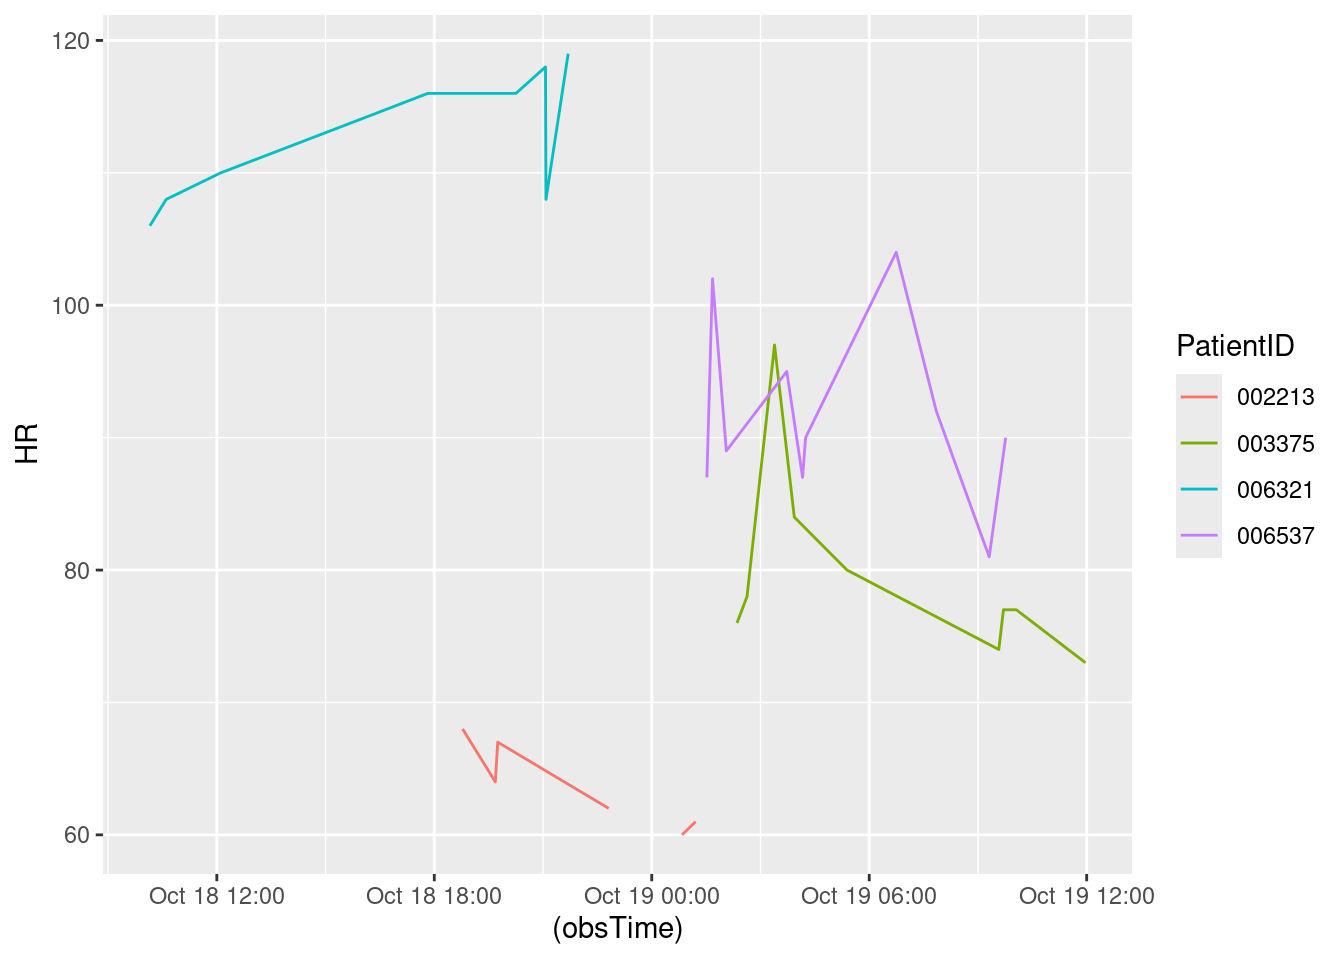 120
100
80
60
HR
Oct 18 12:00
Oct 18 18:00
Oct 19 00:00
Oct 19 06:00
Oct 19 12:00
(obsTime)
PatientID
002213
003375
006321
006537